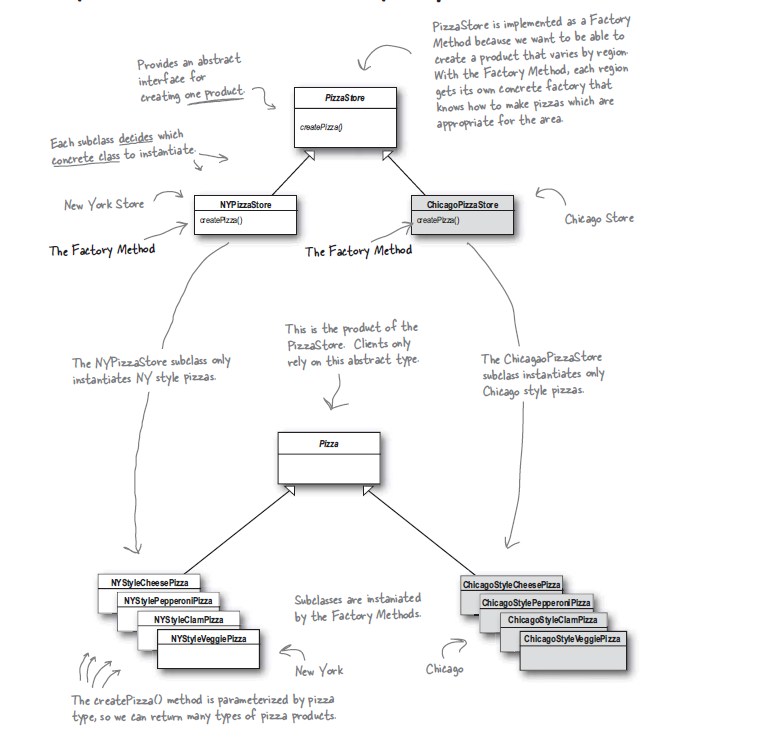 PizzaStore is implemented as a Factory
Method because we want to be able to
create a product that varies by region.
With the Factory Method, each region
gets its own concrete factory that
knows how to make pizzas which are
appropriate for the area.
Provides an abstract
interface for
creating one product.
PizzaStore
createPizza()
Each subclass decides which
concrete class to instantiate.
New York Store
NYPizzaStore
createPizza()
ChicagoPizzaStore
createPizza()
Chicago Store
The Factory Method
The Factory Method
This is the product of the
PizzaStore. Clients only
rely on this abstract type.
The NYPizzaStore subclass only
instantiates NY style pizzas.
The ChicagaoPizzaStore
subclass instantiates only
Chicago style pizzas.
Pizza
NYStyleCheesePizza
NYStylePepperoniPizza
NYStyleClamPizza
NYStyleVeggiePizza
Subclasses are instaniated
by the Factory Methods.
ChicagoStyleCheesePizza
ChicagoStylePepperoniPizza
ChicagoStyleClamPizza
ChicagoStyleVeggiePizza
New York
Chicago
The createPizza() method is parameterized by pizza
type, so we can return many types of pizza products.